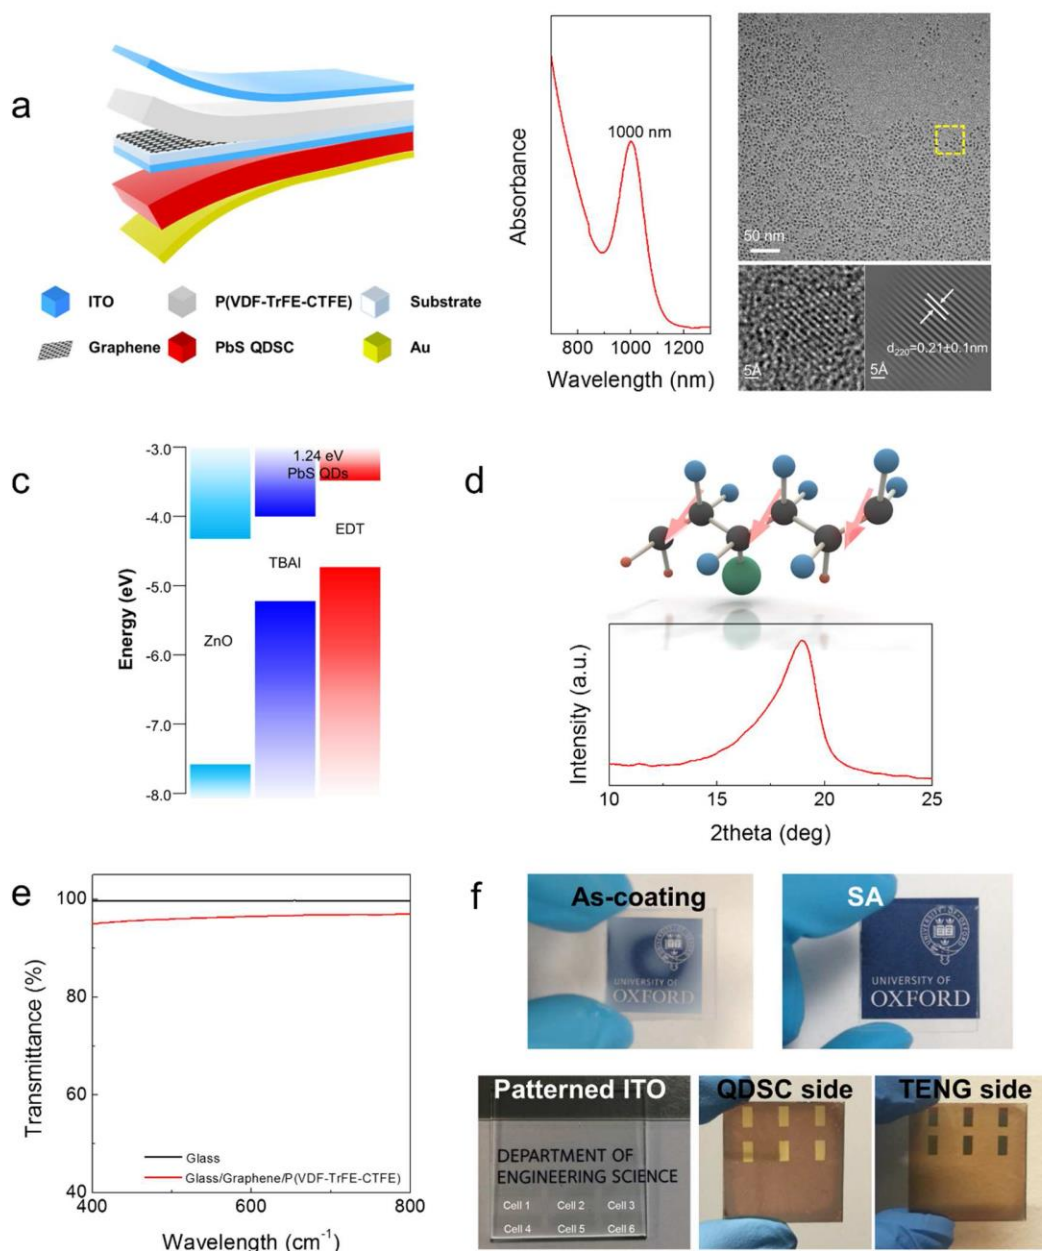 a
ITO
P(VDF-TrFE-CTFE)
Substrate
Graphene
PbS QDSC
Au
Absorbance
1000 nm
800
1000
1200
Wavelength (nm)
50 nm
5Å
5Å
d220=0.21±0.1nm
c
Energy (eV)
-3.0
-4.0
-5.0
-6.0
-7.0
-8.0
1.24 eV
PbS QDs
EDT
TBAI
ZnO
d
Intensity (a.u.)
10
15
20
25
2theta (deg)
e
Transmittance (%)
100
80
60
40
Glass
Glass/Graphene/P(VDF-TrFE-CTFE)
400
600
800
Wavelength (cm-1)
f
As-coating
UNIVERSITY OF
OXFORD
SA
UNIVERSITY OF
OXFORD
Patterned ITO
DEPARTMENT OF
ENGINEERING SCIENCE
Cell 1 Cell 2 Cell 3
Cell 4 Cell 5 Cell 6
QDSC side
TENG side